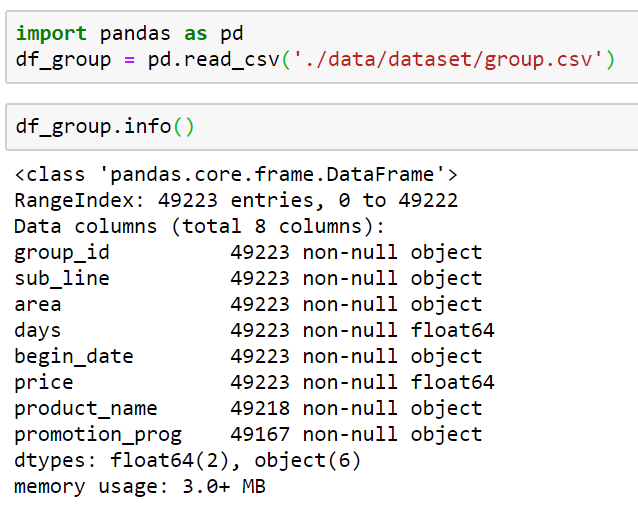 import pandas as pd
df_group = pd.read_csv('./data/dataset/group.csv')
df_group.info()
<class 'pandas.core.frame.DataFrame'>
RangeIndex: 49223 entries, 0 to 49222
Data columns (total 8 columns):
group_id          49223 non-null object
sub_line          49223 non-null object
area              49223 non-null object
days              49223 non-null float64
begin_date        49223 non-null object
price             49223 non-null float64
product_name      49218 non-null object
promotion_prog    49167 non-null object
dtypes: float64(2), object(6)
memory usage: 3.0+ MB